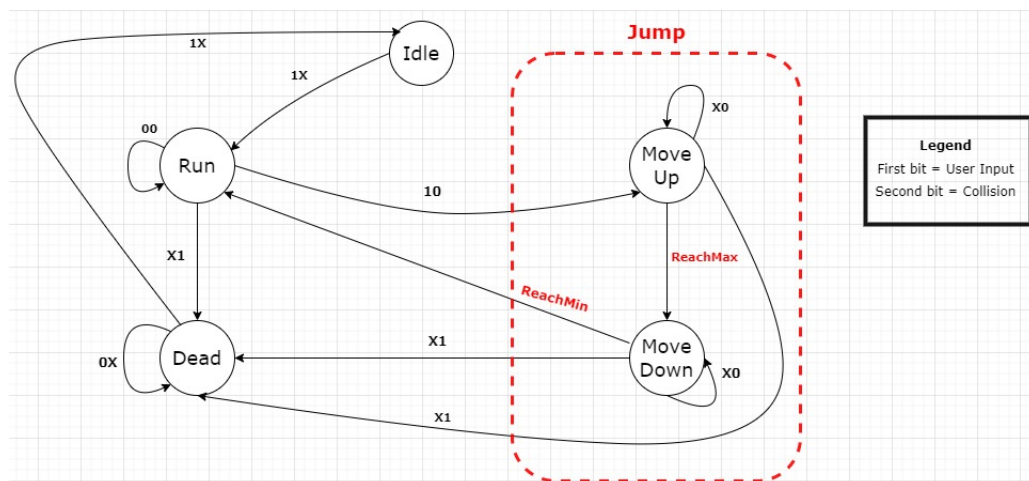 Jump
1X
Idle
1X
00
Run
X0
Move
Up
Legend
First bit = User Input
Second bit = Collision
10
X1
ReachMax
ReachMin
0X
Dead
X1
Move
Down
X0
X1